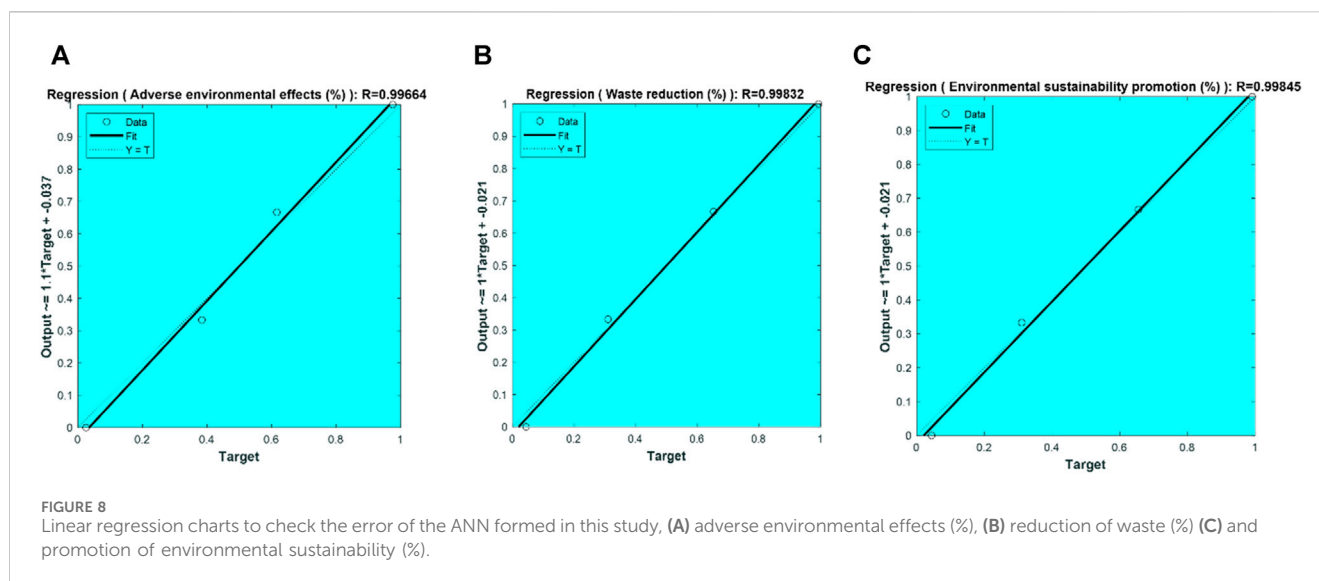 A
Regression ( Adverse environmental effects (%) ): R=0.99664
Data
Fit
Y = T
Output ~= 1.1*Target + -0.037
1
0.9
0.8
0.7
0.6
0.5
0.4
0.3
0.2
0.1
0
0
0.2
0.4
0.6
0.8
1
Target
B
Regression ( Waste reduction (%) ): R=0.99832
Data
Fit
Y = T
Output ~= 1*Target + -0.021
1
0.9
0.8
0.7
0.6
0.5
0.4
0.3
0.2
0.1
0
0
0.2
0.4
0.6
0.8
1
Target
C
Regression ( Environmental sustainability promotion (%) ): R=0.99845
Data
Fit
Y = T
Output ~= 1*Target + -0.021
1
0.9
0.8
0.7
0.6
0.5
0.4
0.3
0.2
0.1
0
0
0.2
0.4
0.6
0.8
1
Target
FIGURE 8
Linear regression charts to check the error of the ANN formed in this study, (A) adverse environmental effects (%), (B) reduction of waste (%) (C) and
promotion of environmental sustainability (%).